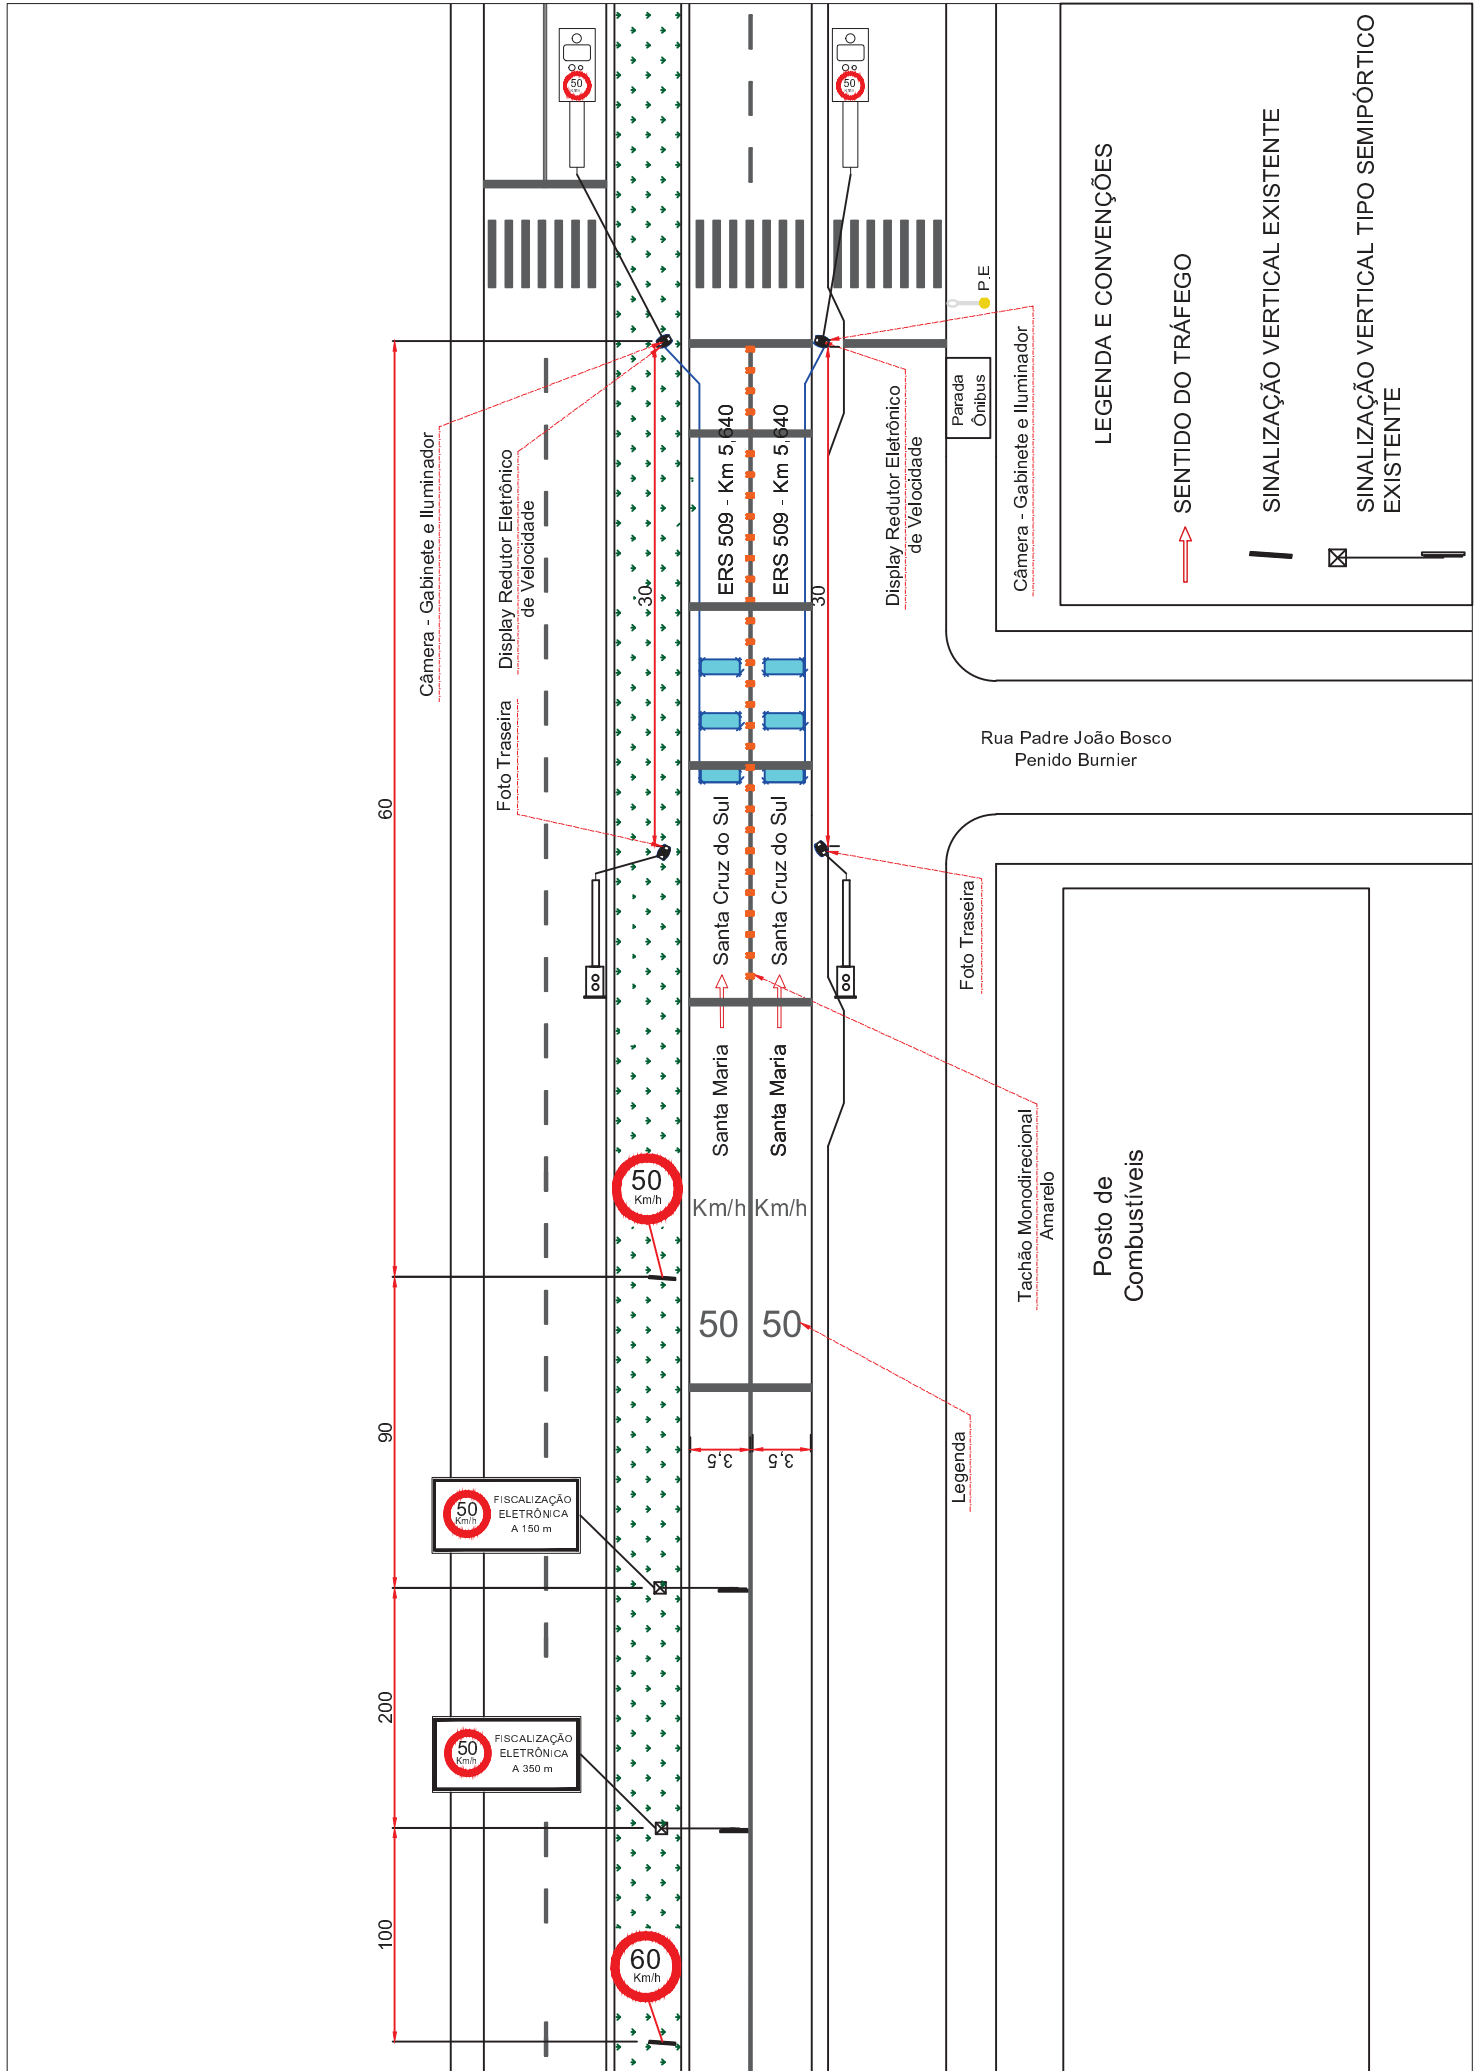 50
Km/h
50
Km/h
LEGENDA E CONVENÇÕES
SENTIDO DO TRÁFEGO
SINALIZAÇÃO VERTICAL EXISTENTE
SINALIZAÇÃO VERTICAL TIPO SEMIPÓRTICO
EXISTENTE
P.E
Parada
Ônibus
Câmera - Gabinete e Iluminador
Display Redutor Eletrônico
de Velocidade
Foto Traseira
ERS 509 - Km 5,640
ERS 509 - Km 5,640
30
30
Display Redutor Eletrônico
de Velocidade
Câmera - Gabinete e Iluminador
Rua Padre João Bosco
Penido Burnier
60
Santa Cruz do Sul
Santa Cruz do Sul
Foto Traseira
Santa Maria
Santa Maria
50
Km/h
Km/h
Km/h
50
50
Tachão Monodirecional
Amarelo
Posto de
Combustíveis
Legenda
3,5
3,5
90
50
Km/h
FISCALIZAÇÃO
ELETRÔNICA
A 150 m
200
50
Km/h
FISCALIZAÇÃO
ELETRÔNICA
A 350 m
100
60
Km/h